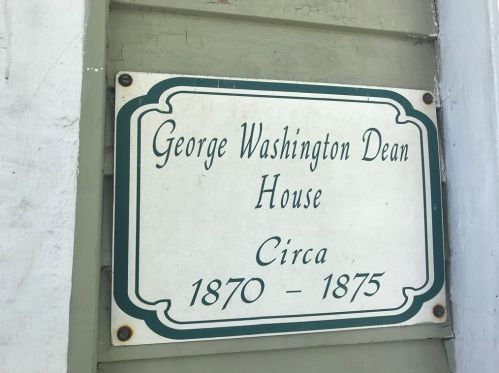 George Washington Dean
House
Circa
1870 – 1875